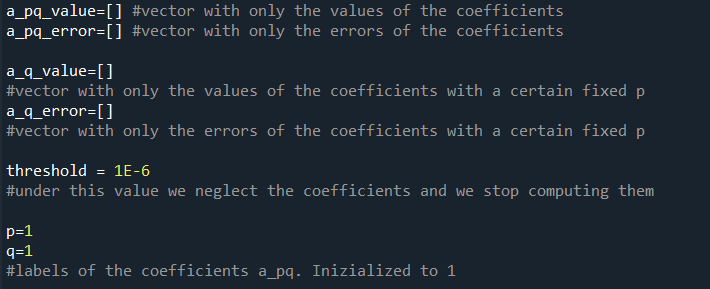 a_pq_value=[] #vector with only the values of the coefficients
a_pq_error=[] #vector with only the errors of the coefficients
a_q_value=[]
#vector with only the values of the coefficients with a certain fixed p
a_q_error=[]
#vector with only the errors of the coefficients with a certain fixed p
threshold = 1E-6
#under this value we neglect the coefficients and we stop computing them
p=1
q=1
#labels of the coefficients a_pq. Inizialized to 1